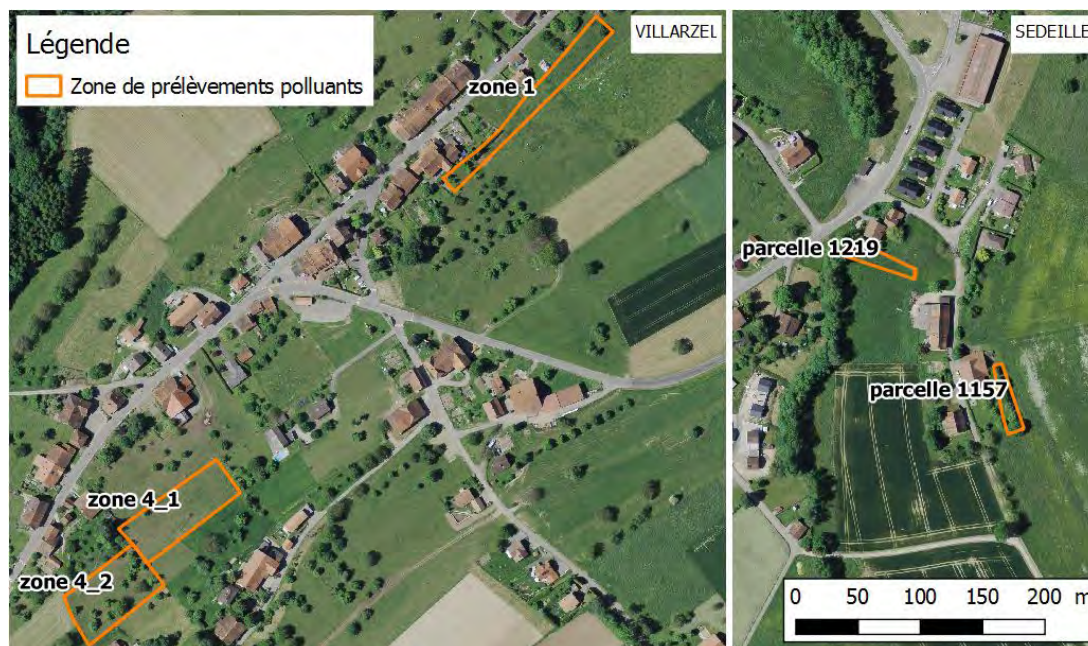 Légende
Zone de prélèvements polluants
VILLARZEL
zone 1
zone 4_1
zone 4_2
SEDEILLE
parcelle 1219
parcelle 1157
0 50 100 150 200 m